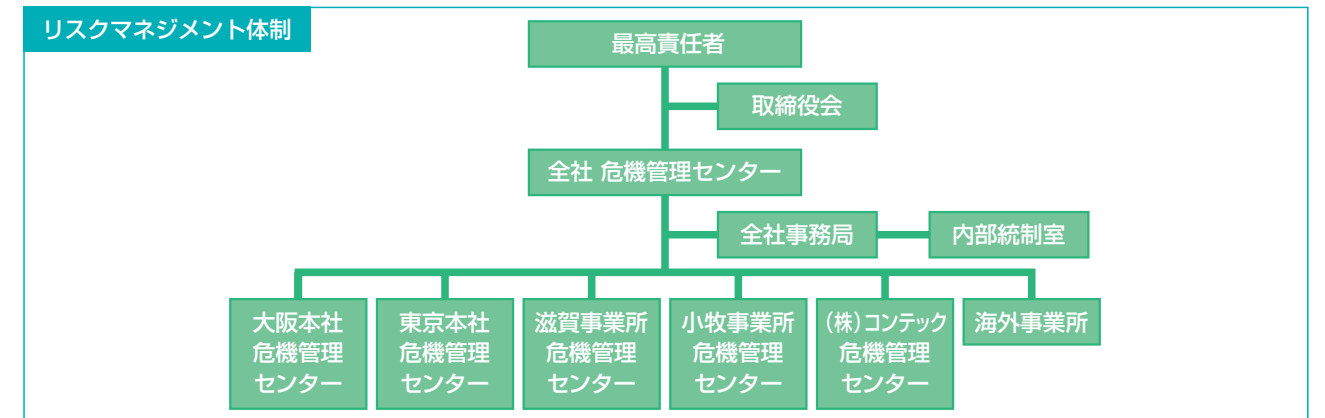 リスクマネジメント体制
最高責任者
取締役会
全社 危機管理センター
全社事務局
内部統制室
大阪本社
危機管理
センター
東京本社
危機管理
センター
滋賀事業所
危機管理
センター
小牧事業所
危機管理
センター
(株)コンテック
危機管理
センター
海外事業所